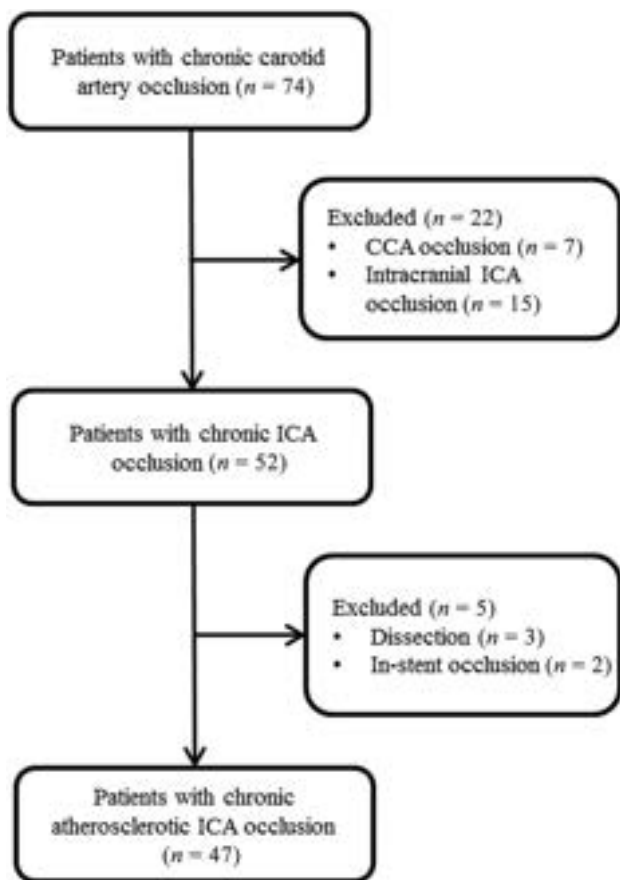 Patients with chronic carotid
artery occlusion (n = 74)
Excluded (n = 22)
• CCA occlusion (n = 7)
• Intracranial ICA
occlusion (n = 15)
Patients with chronic ICA
occlusion (n = 52)
Excluded (n = 5)
• Dissection (n = 3)
• In-stent occlusion (n = 2)
Patients with chronic
atherosclerotic ICA occlusion
(n = 47)